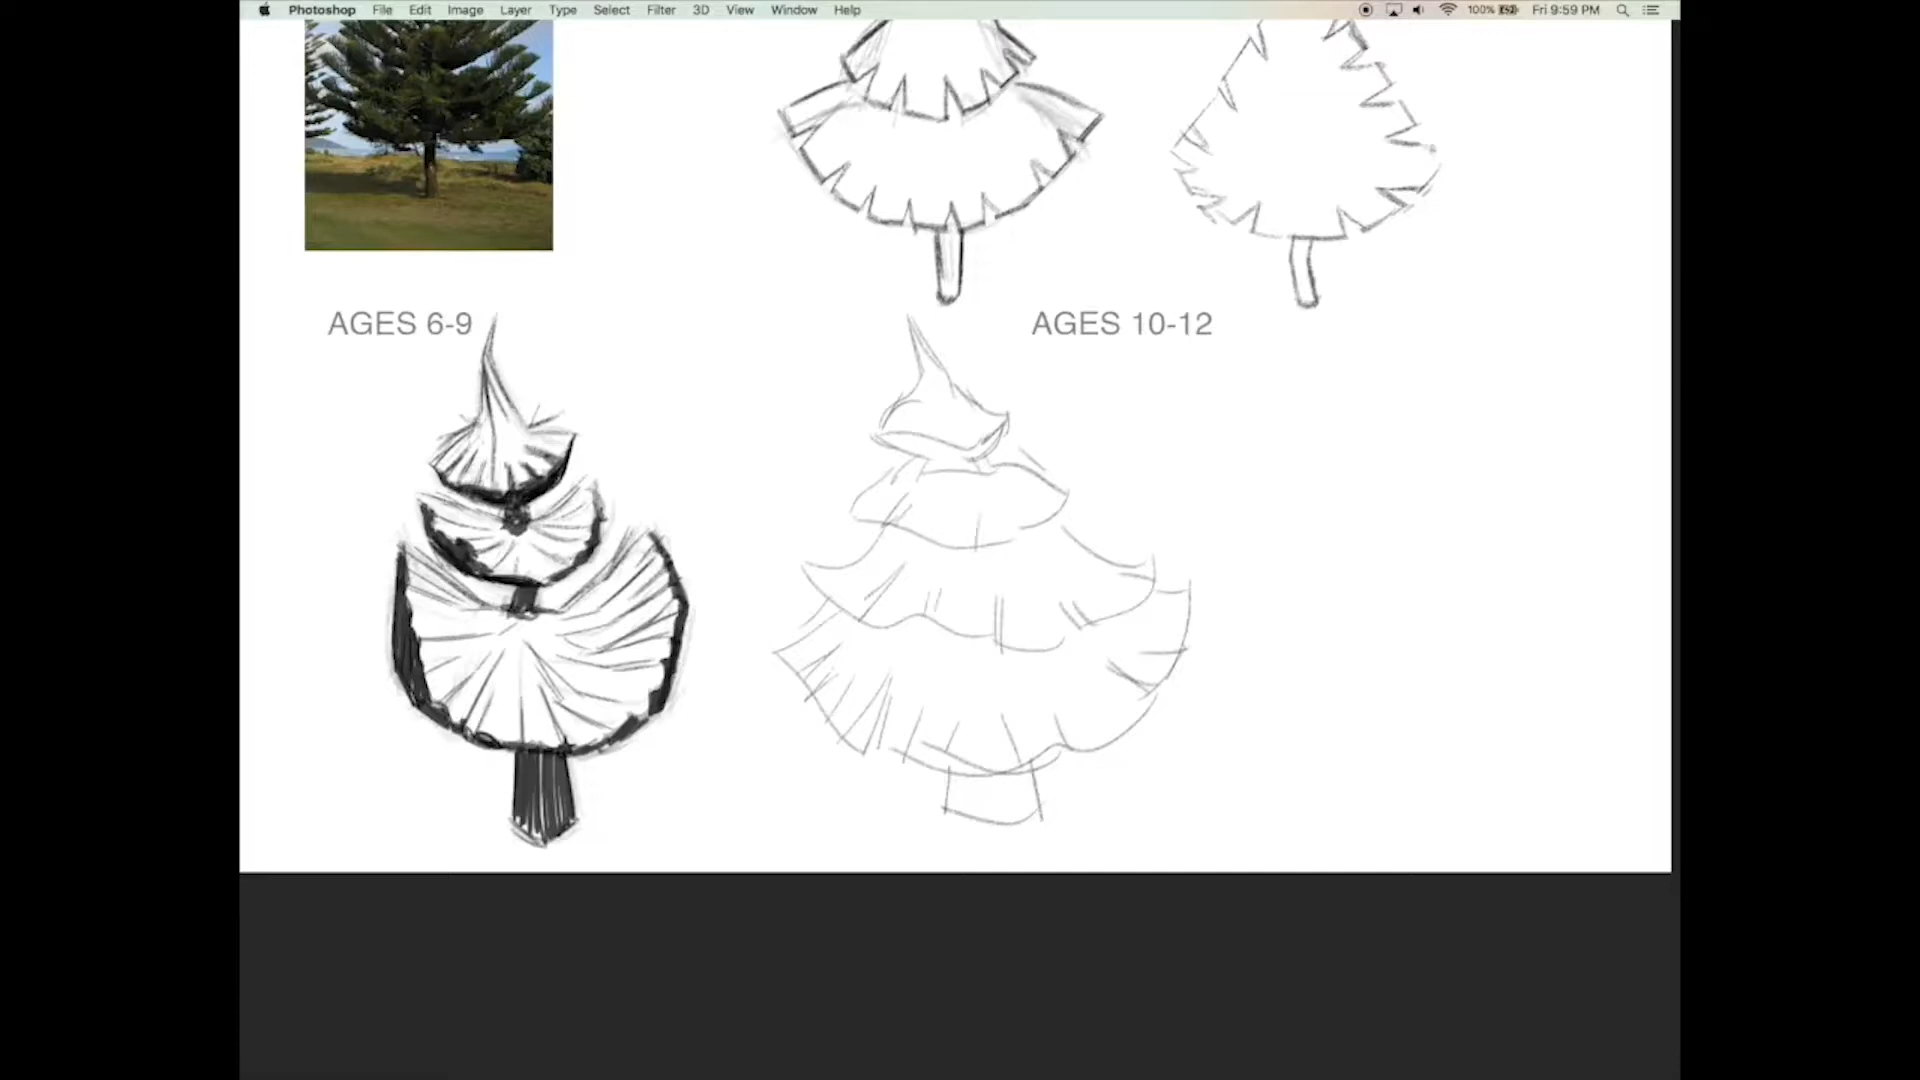 Photoshop File Edit Image Layer Type Select Filter 3D View Window Help 100% Fri 9:59 PM
AGES 6-9
AGES 10-12